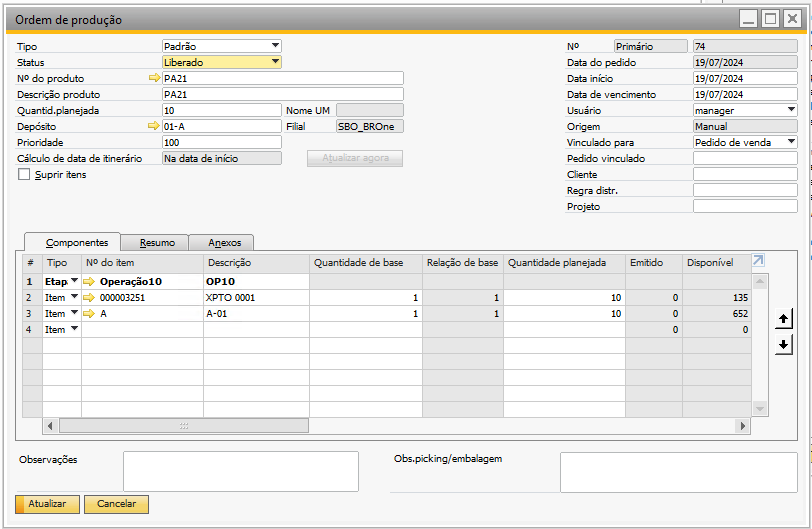 Ordem de produção
Tipo Padrão Nº Primário 74
Status Liberado Data do pedido 19/07/2024
Nº do produto PA21 Data início 19/07/2024
Descrição produto PA21 Data de vencimento 19/07/2024
Quantid.planejada 10 Nome UM Usuário manager
Depósito 01-A Filial SBO_BROne Origem Manual
Prioridade 100 Vinculado para Pedido de venda
Cálculo de data de itinerário Na data de início Atualizar agora Pedido vinculado
Suprir itens Cliente
Regra distr.
Projeto
Componentes Resumo Anexos
# Tipo Nº do item Descrição Quantidade de base Relação de base Quantidade planejada Emitido Disponível
1 Etapa Operação10 OP10
2 Item 000003251 XPTO 0001 1 1 10 0 135
3 Item A A-01 1 1 10 0 652
4 Item 0 0
Observações Obs.picking/embalagem
Atualizar Cancelar